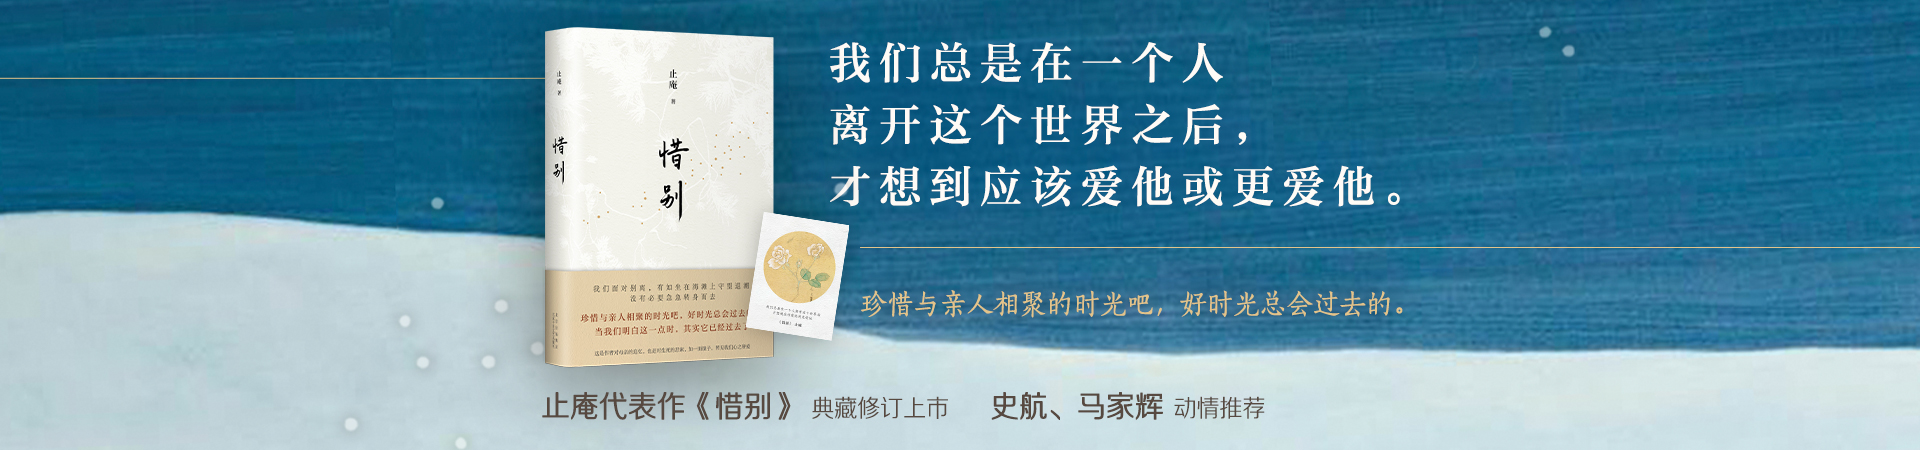 止庵 著
惜别
止庵
著
惜
别
我们面对别离，有如坐在海滩上守望退潮
没有必要急急转身而去
珍惜与亲人相聚的时光吧，好时光总会过去
当我们明白这一点时，其实它已经过去
我们总是在一个人
离开这个世界之后，
才想到应该爱他或更爱他。
珍惜与亲人相聚的时光吧，好时光总会过去的。
止庵代表作《惜别》 典藏修订上市 史航、马家辉 动情推荐